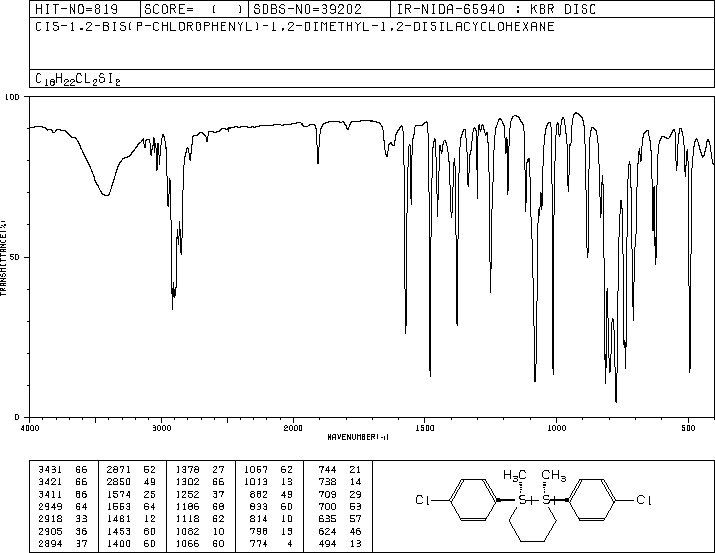 HIT-NO=819 SCORE= ( ) SDBS-NO=39202 IR-NIDA-65940 : KBR DISC
CIS-1,2-BIS(P-CHLOROPHENYL)-1,2-DIMETHYL-1,2-DISILACYCLOHEXANE
C18H22CL2SI2
100
50
0
TRANSMITTANCE(%)
4000 3000 2000 1500 1000 500
WAVENUMBER(-1)
3431 66 2871 52 1378 27 1067 62 744 21
3421 66 2850 49 1302 66 1013 13 738 14
3411 66 1574 25 1252 37 882 49 709 29
2949 64 1553 64 1186 68 833 60 700 53
2918 33 1481 12 1118 62 814 10 635 57
2905 36 1453 60 1082 10 798 13 624 46
2894 37 1400 60 1066 60 774 4 494 13
H3C CH3
Cl Si Si Cl